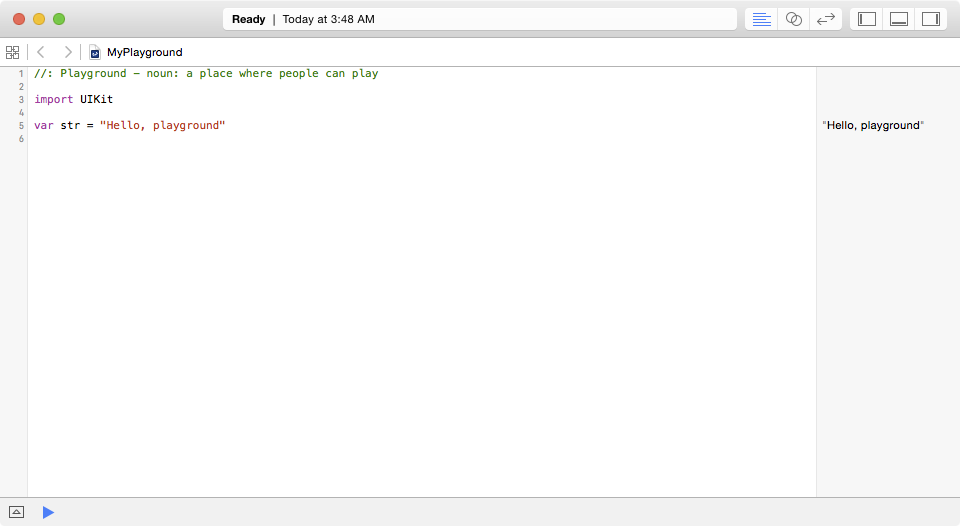 Ready | Today at 3:48 AM
MyPlayground
1 //: Playground – noun: a place where people can play
2
3 import UIKit
4
5 var str = "Hello, playground" "Hello, playground"
6